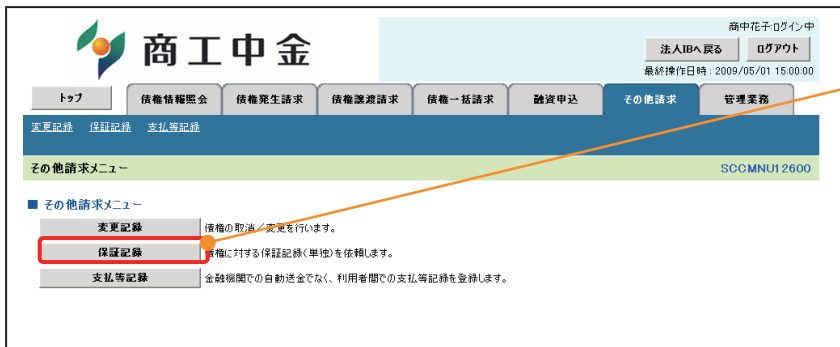 商中花子:ログイン中
商工中金
法人IBへ戻る ログアウト
最終操作日時：2009/05/01 15:00:00
トップ 債権情報照会 債権発生請求 債権譲渡請求 債権一括請求 融資申込 その他請求 管理業務
変更記録 保証記録 支払等記録
その他請求メニュー SCCMNU12600
■ その他請求メニュー
変更記録 債権の取消／変更を行います。
保証記録 債権に対する保証記録(単独)を依頼します。
支払等記録 金融機関での自動送金でなく、利用者間での支払等記録を登録します。